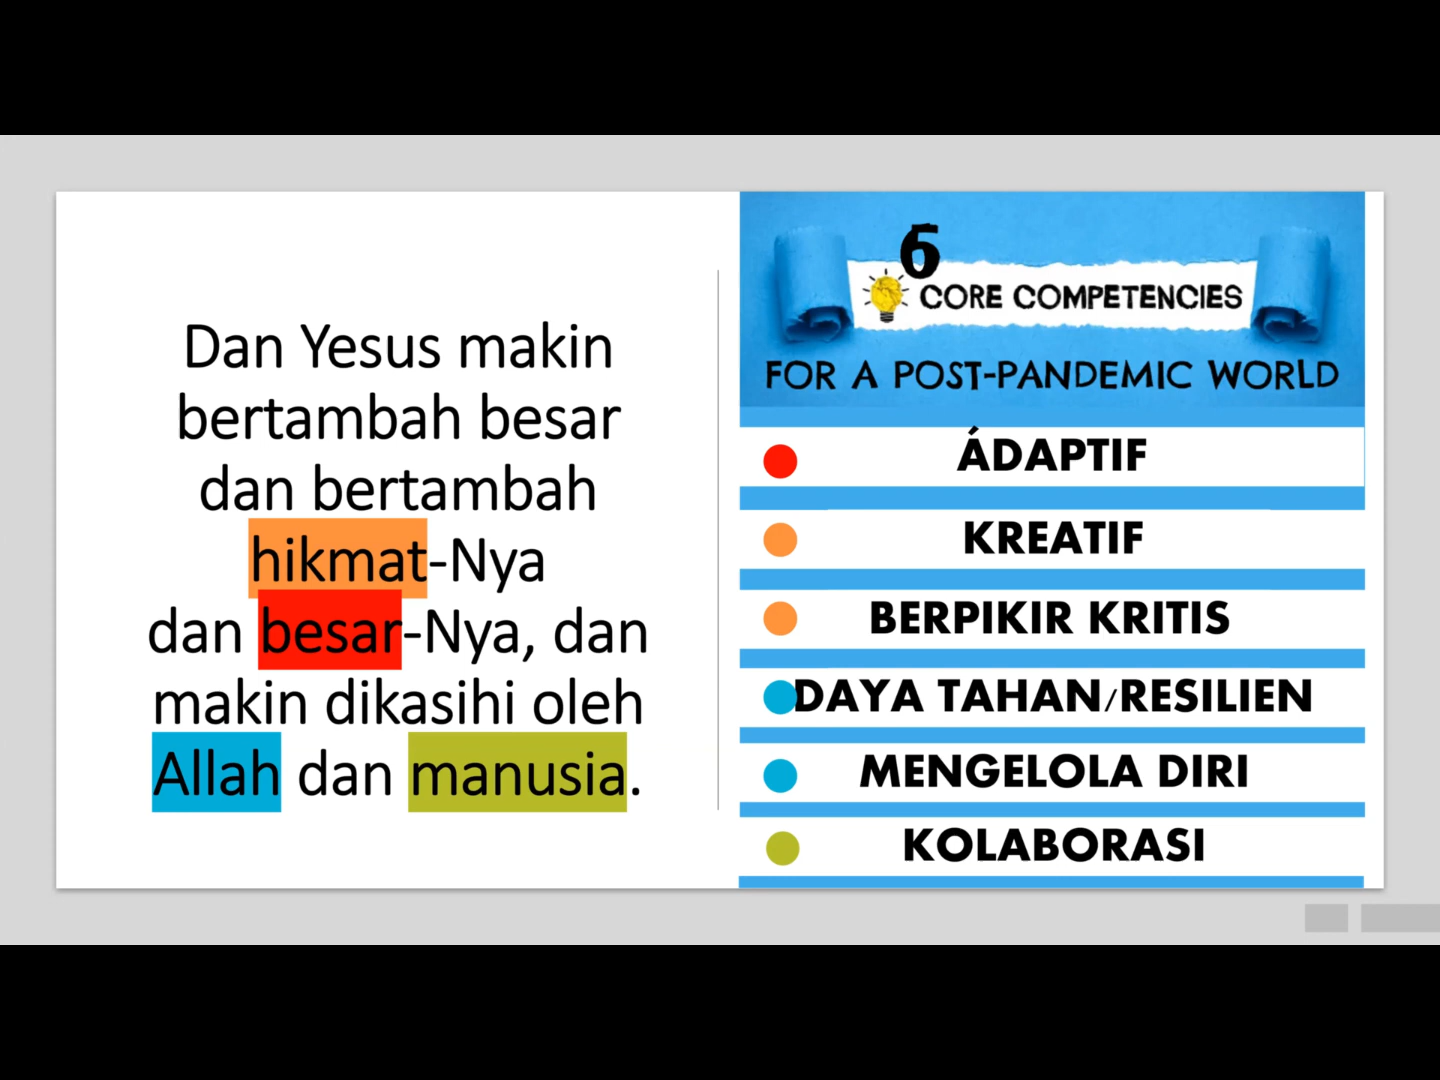 Dan Yesus makin
bertambah besar
dan bertambah
hikmat-Nya
dan besar-Nya, dan
makin dikasihi oleh
Allah dan manusia.
6
CORE COMPETENCIES
FOR A POST-PANDEMIC WORLD
ÁDAPTIF
KREATIF
BERPIKIR KRITIS
DAYA TAHAN/RESILIEN
MENGELOLA DIRI
KOLABORASI